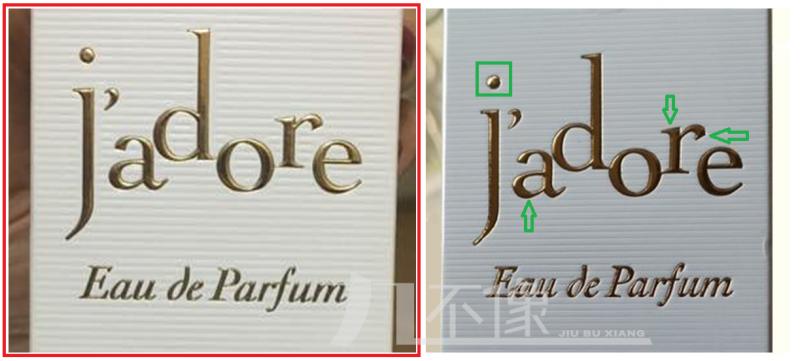 j'adore
Eau de Parfum
j'adore
Eau de Parfum
不像
JIU BU XIANG